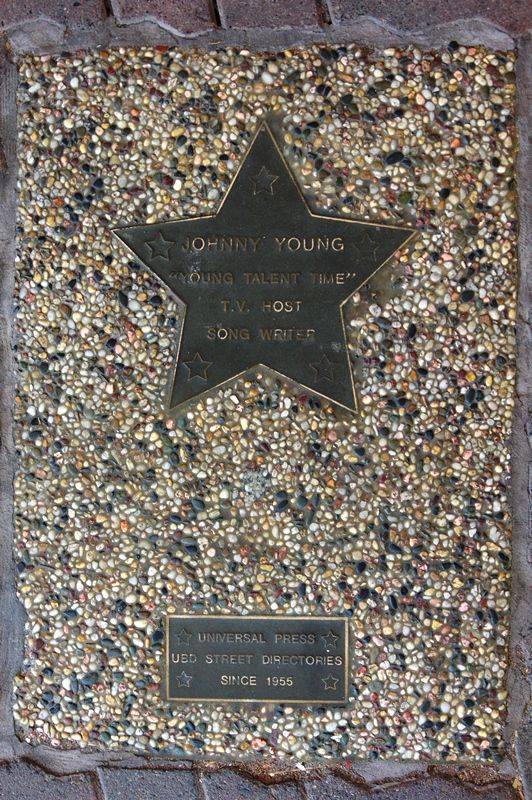 JOHNNY YOUNG
"YOUNG TALENT TIME"
T.V. HOST
SONG WRITER
UNIVERSAL PRESS
UBD STREET DIRECTORIES
SINCE 1955